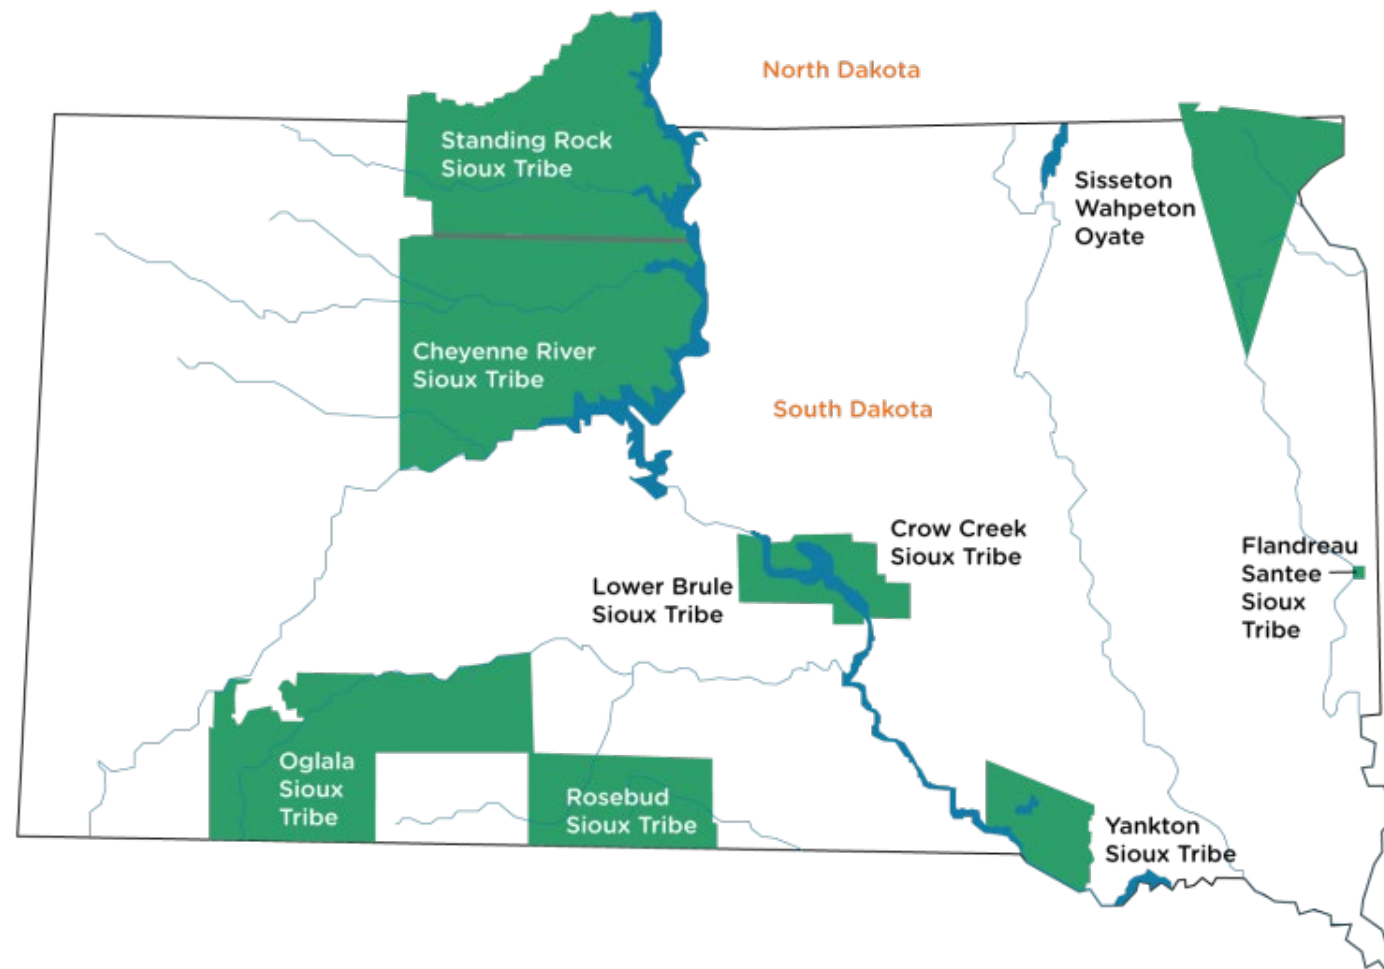 North Dakota
Standing Rock
Sioux Tribe
Sisseton
Wahpeton
Oyate
Cheyenne River
Sioux Tribe
South Dakota
Crow Creek
Sioux Tribe
Flandreau
Santee
Sioux
Tribe
Lower Brule
Sioux Tribe
Oglala
Sioux
Tribe
Rosebud
Sioux Tribe
Yankton
Sioux Tribe